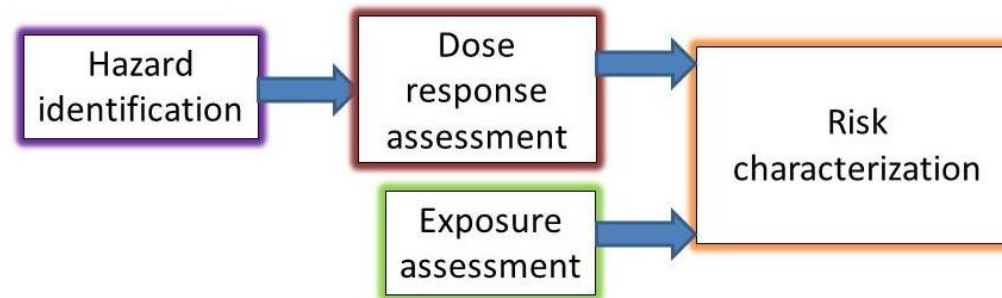 Hazard
identification
Dose
response
assessment
Exposure
assessment
Risk
characterization